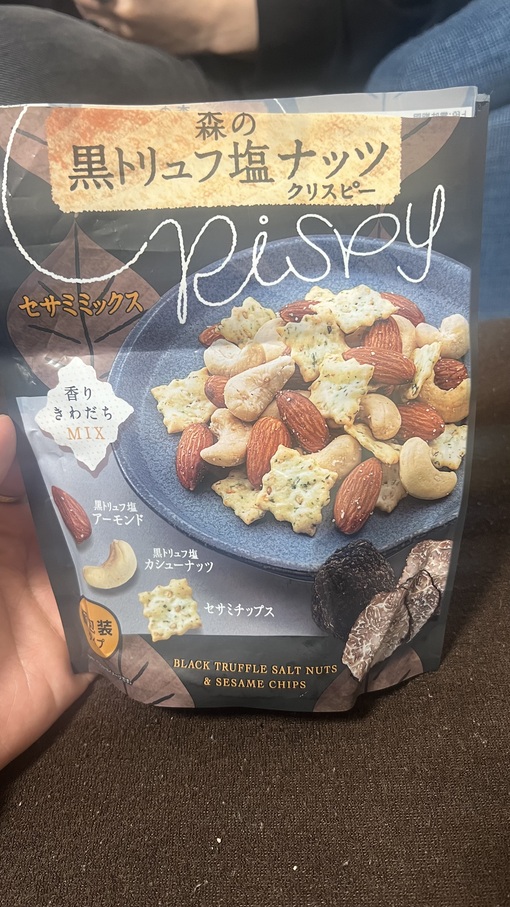 森の
黒トリュフ塩ナッツ
クリスピー
Crispy
セサミミックス
香り
きわだち
MIX
黒トリュフ塩
アーモンド
黒トリュフ塩
カシューナッツ
セサミチップス
BLACK TRUFFLE SALT NUTS
& SESAME CHIPS